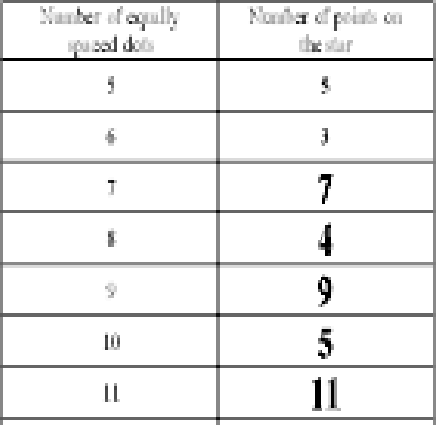 Number of equally
spaced dots
Number of points on
the star
5 5
6 3
7 7
8 4
9 9
10 5
11 11